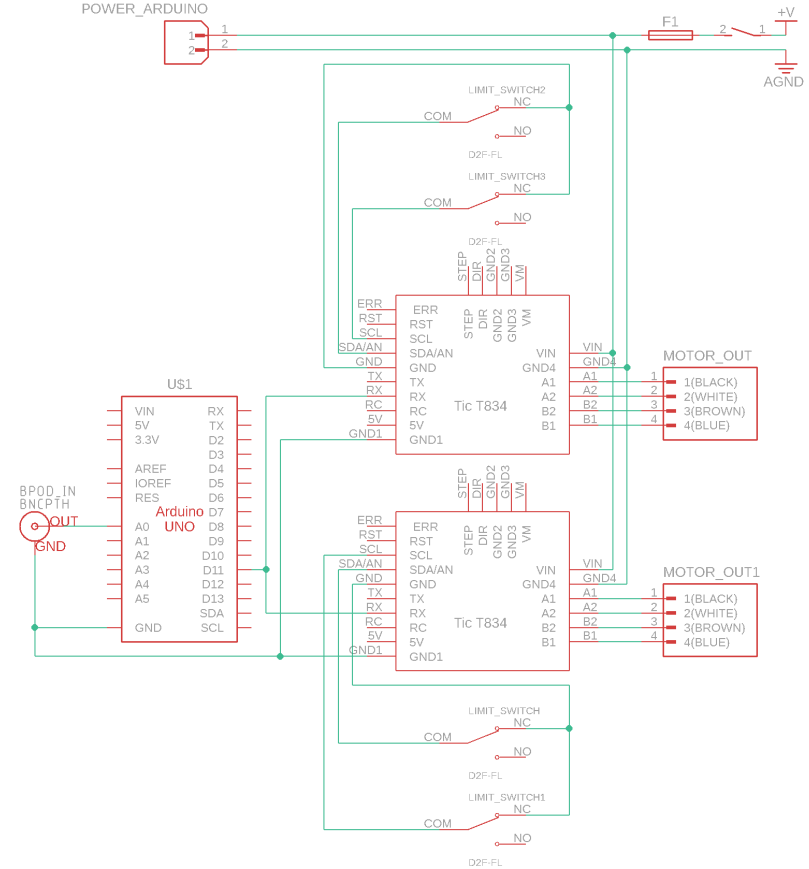 POWER_ARDUINO
1 1
2 2
F1
2 1
+V
AGND
LIMIT_SWITCH2
COM NC
NO
D2F-FL
LIMIT_SWITCH3
COM NC
NO
D2F-FL
STEP DIR GND2 GND3 VM
STEP DIR GND2 GND3 VM
ERR ERR
RST RST
SCL SCL
SDA/AN SDA/AN VIN VIN
GND GND GND4 GND4
TX TX A1 A1
RX RX A2 A2
RC RC B2 B2
5V 5V B1 B1
GND1 GND1
Tic T834
MOTOR_OUT
1 1(BLACK)
2 2(WHITE)
3 3(BROWN)
4 4(BLUE)
U$1
VIN RX
5V TX
3.3V D2
D3
AREF D4
IOREF D5
RES D6
D7
A0 D8
A1 D9
A2 D10
A3 D11
A4 D12
A5 D13
SDA
GND SCL
Arduino
UNO
BPOD_IN
BNCPTH
OUT
GND
STEP DIR GND2 GND3 VM
STEP DIR GND2 GND3 VM
ERR ERR
RST RST
SCL SCL
SDA/AN SDA/AN VIN VIN
GND GND GND4 GND4
TX TX A1 A1
RX RX A2 A2
RC RC B2 B2
5V 5V B1 B1
GND1 GND1
Tic T834
MOTOR_OUT1
1 1(BLACK)
2 2(WHITE)
3 3(BROWN)
4 4(BLUE)
LIMIT_SWITCH
COM NC
NO
D2F-FL
LIMIT_SWITCH1
COM NC
NO
D2F-FL